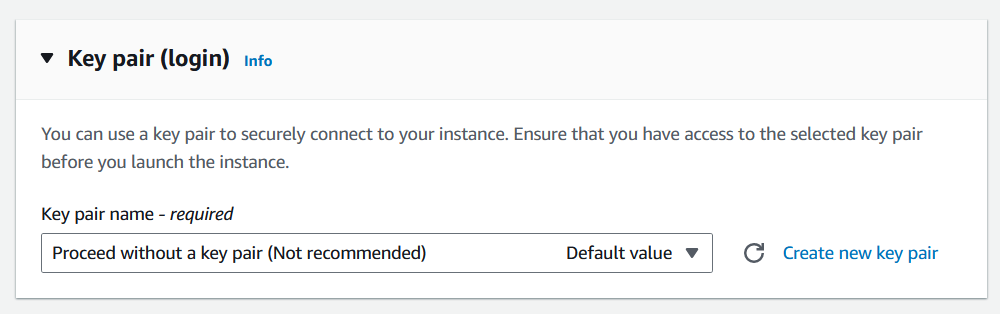 Key pair (login) Info
You can use a key pair to securely connect to your instance. Ensure that you have access to the selected key pair
before you launch the instance.
Key pair name - required
Proceed without a key pair (Not recommended) Default value Create new key pair